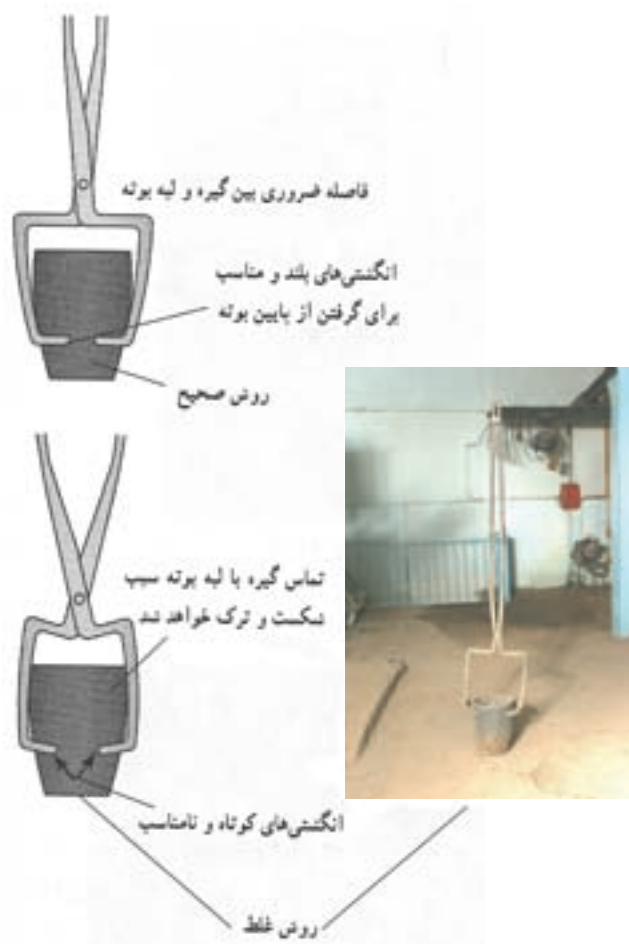 فاصله ضروری بین گیره و لبه بوته
انگشتی‌های بلند و مناسب
برای گرفتن از پایین بوته
روش صحیح
تماس گیره با لبه بوته سبب
شکست و ترک خواهد شد
انگشتی‌های کوتاه و نامناسب
روش غلط